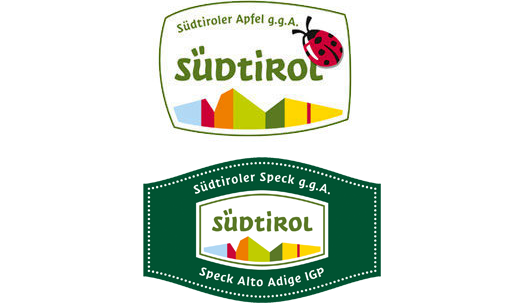 Südtiroler Apfel g.g.A.
SÜDTIROL
Südtiroler Speck g.g.A.
SÜDTIROL
Speck Alto Adige IGP